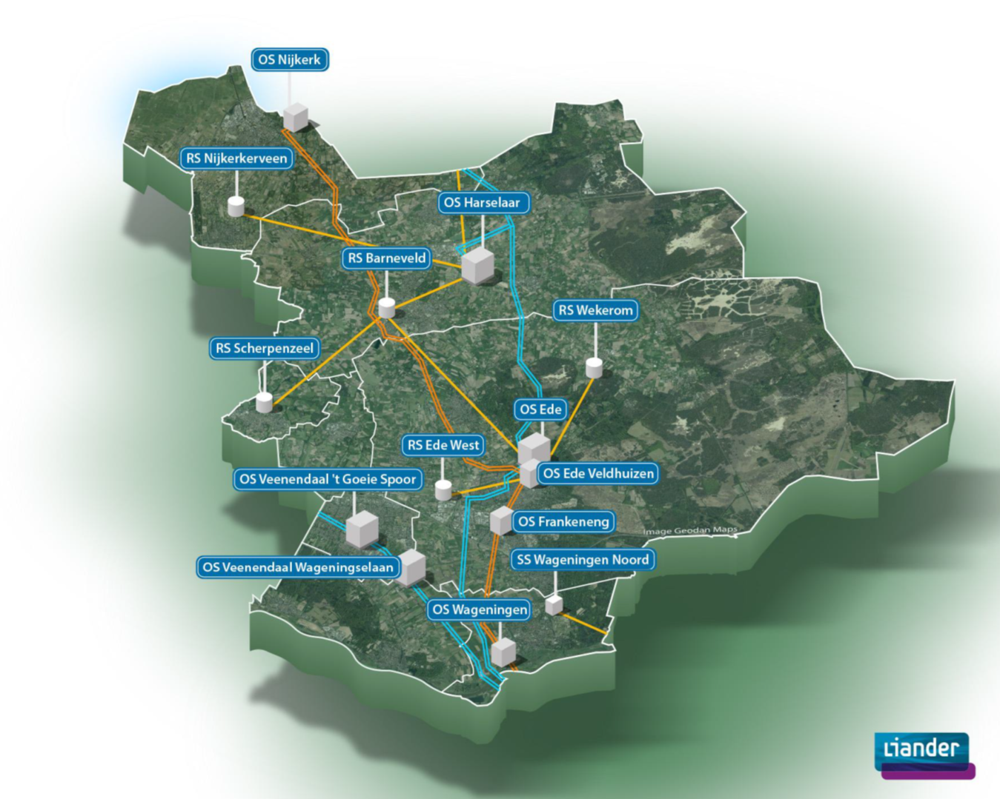 OS Nijkerk
RS Nijkerkerveen
OS Harselaar
RS Barneveld
RS Wekerom
RS Scherpenzeel
OS Ede
RS Ede West
OS Ede Veldhuizen
OS Veenendaal 't Goeie Spoor
OS Frankeneng
Image Geodan Maps
SS Wageningen Noord
OS Veenendaal Wageningselaan
OS Wageningen
Liander